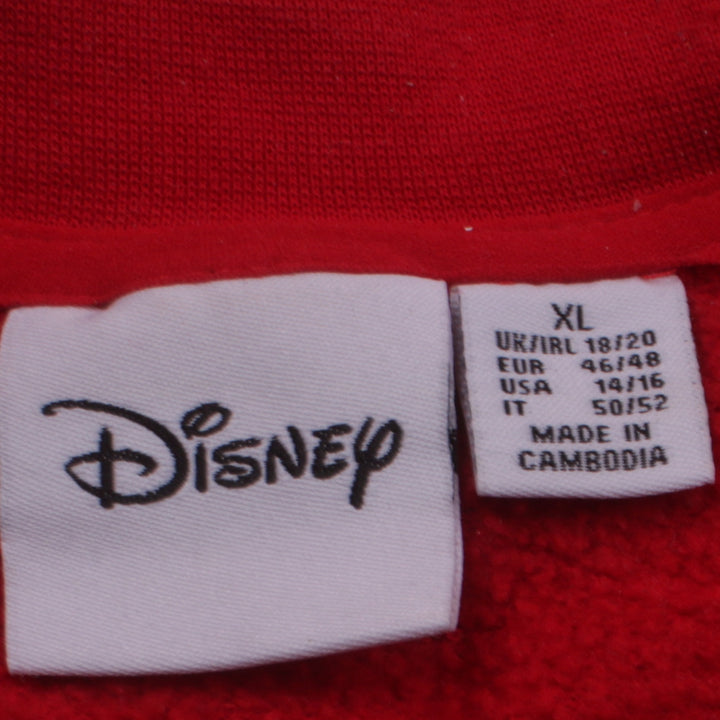 Disney
XL
UK/IRL 18/20
EUR 46/48
USA 14/16
IT 50/52
MADE IN
CAMBODIA